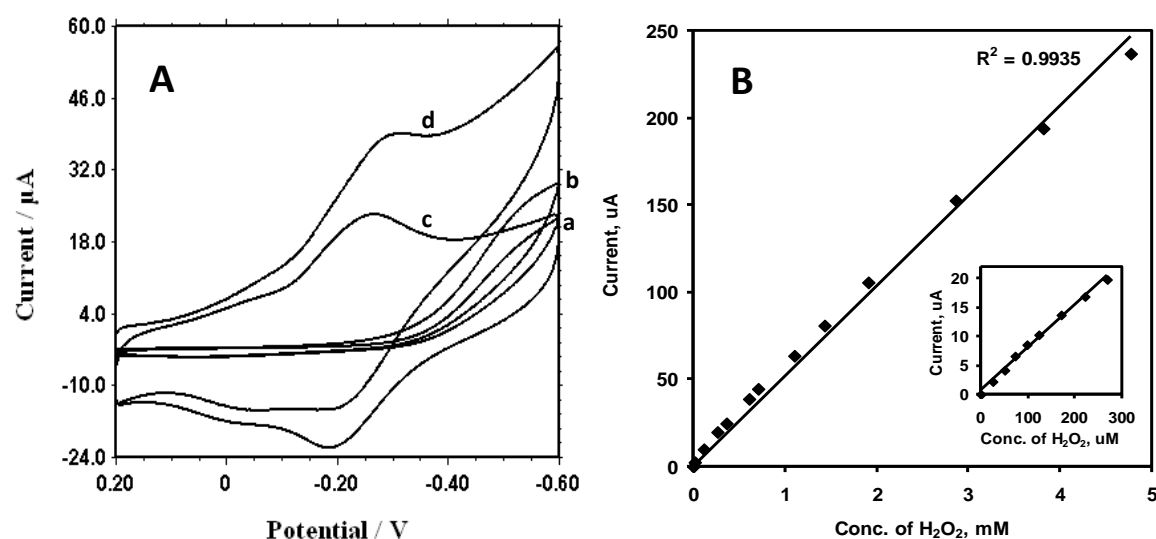 A
60.0
46.0
32.0
18.0
4.0
-10.0
-24.0
Current / µA
d
b
c
a
0.20 0 -0.20 -0.40 -0.60
Potential / V
B
R² = 0.9935
250
200
150
100
50
0
Current, uA
0 1 2 3 4 5
Conc. of H₂O₂, mM
20
15
10
5
0
Current, uA
0 100 200 300
Conc. of H₂O₂, uM